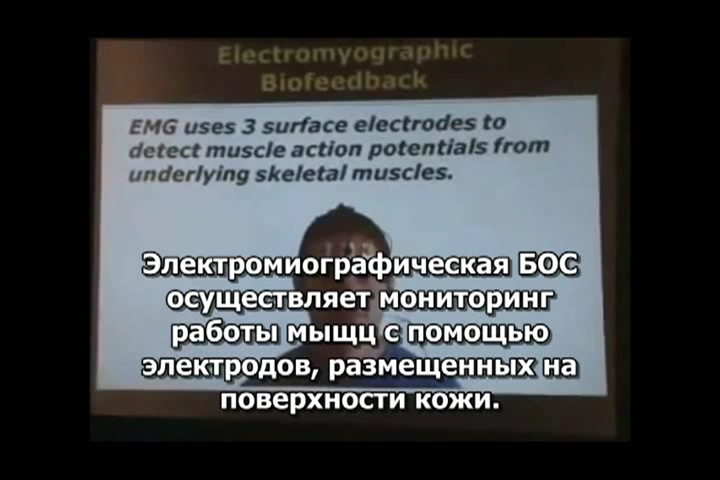 Electromyographic
Biofeedback
EMG uses 3 surface electrodes to
detect muscle action potentials from
underlying skeletal muscles.
Электромиографическая БОС
осуществляет мониторинг
работы мыщц с помощью
электродов, размещенных на
поверхности кожи.